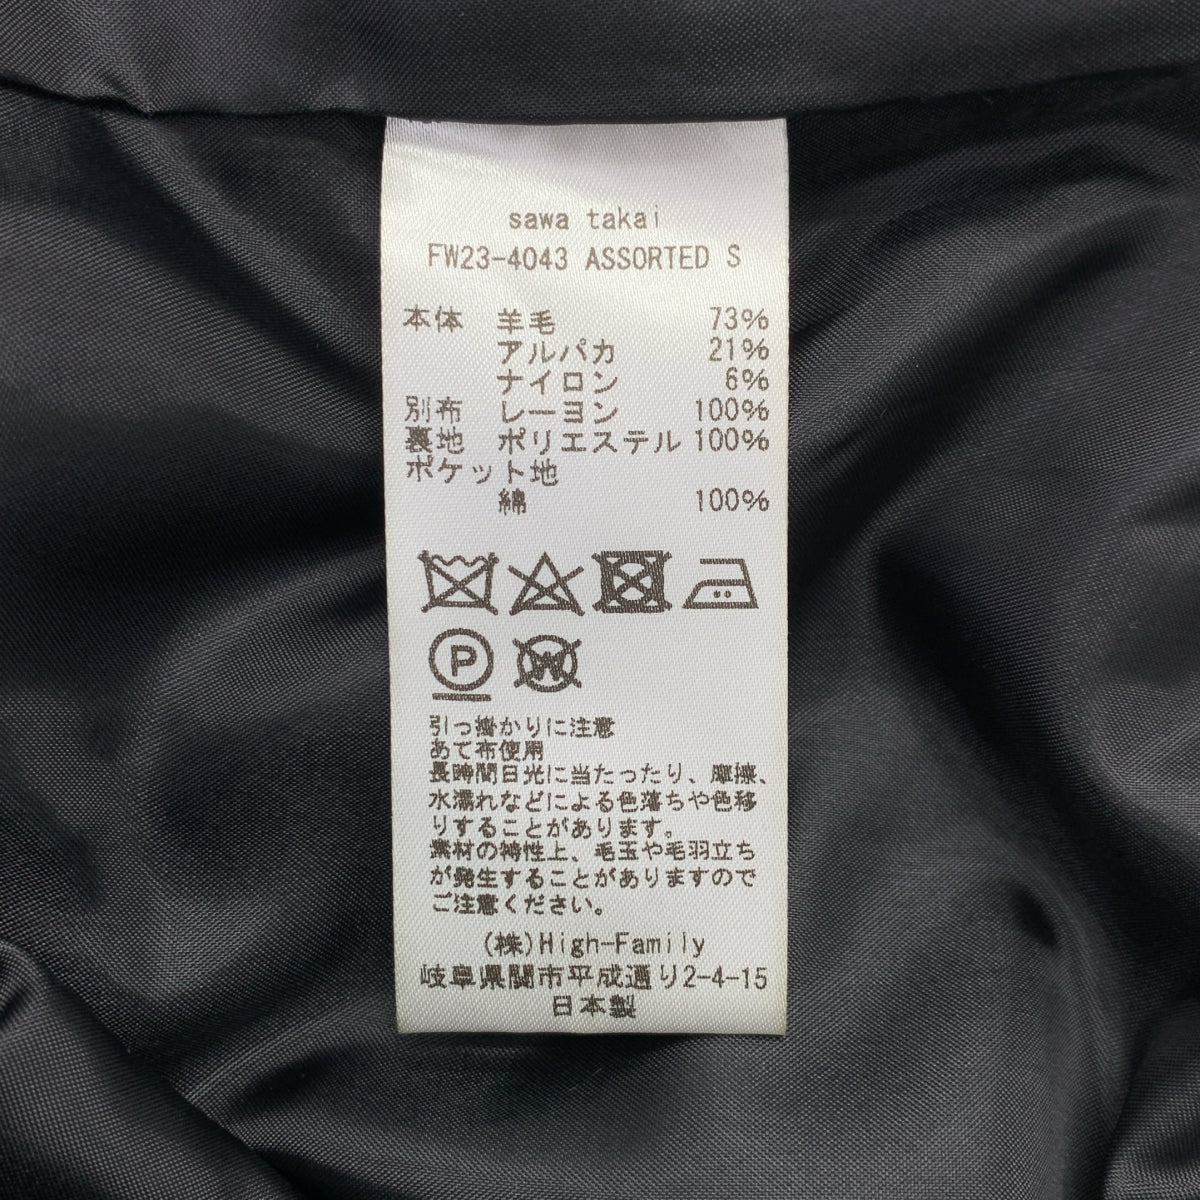 sawa takai
FW23-4043 ASSORTED S
本体 羊毛 73%
アルパカ 21%
ナイロン 6%
別布 レーヨン 100%
裏地 ポリエステル 100%
ポケット地
綿 100%
P
W
引っ掛かりに注意
あて布使用
長時間日光に当たったり、摩擦、
水濡れなどによる色落ちや色移
りすることがあります。
素材の特性上、毛玉や毛羽立ち
が発生することがありますので
ご注意ください。
(株)High-Family
岐阜県関市平成通り2-4-15
日本製